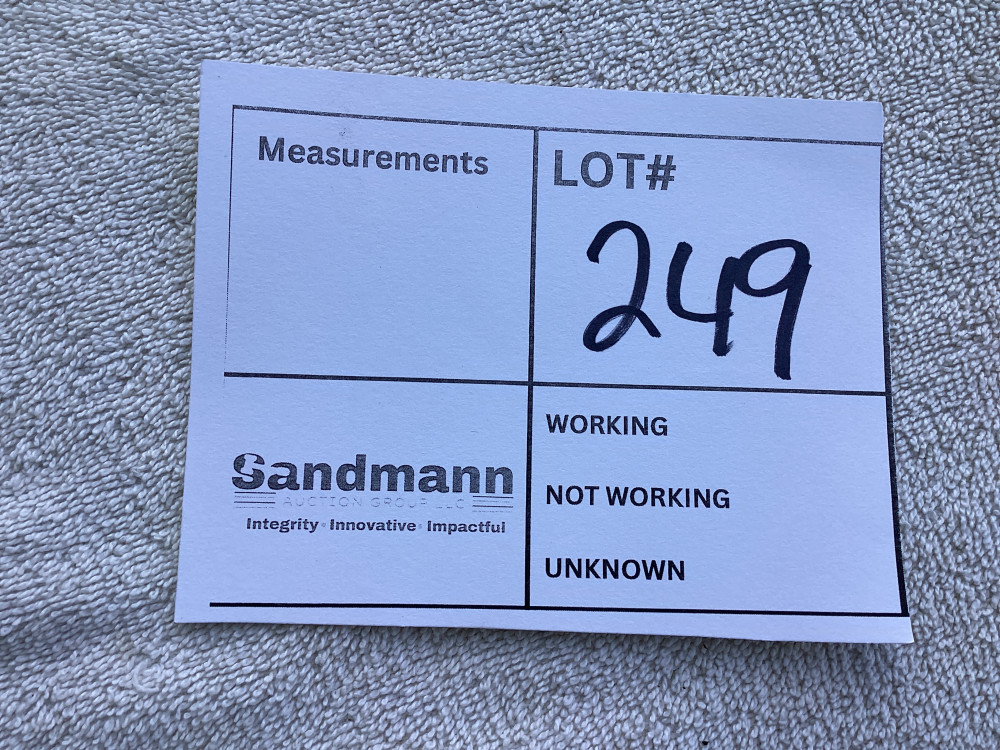 Measurements
LOT#
249
Sandmann
AUCTION GROUP LLC
Integrity • Innovative • Impactful
WORKING
NOT WORKING
UNKNOWN